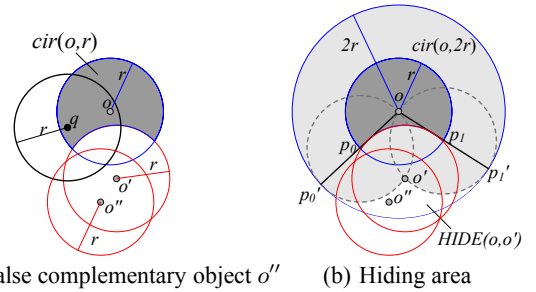 cir(o,r)
r
o
q
r
r
o'
o''
r
2r
cir(o,2r)
r
o
p0
p1
p0'
p1'
o'
o''
HIDE(o,o')
alse complementary object o''
(b) Hiding area